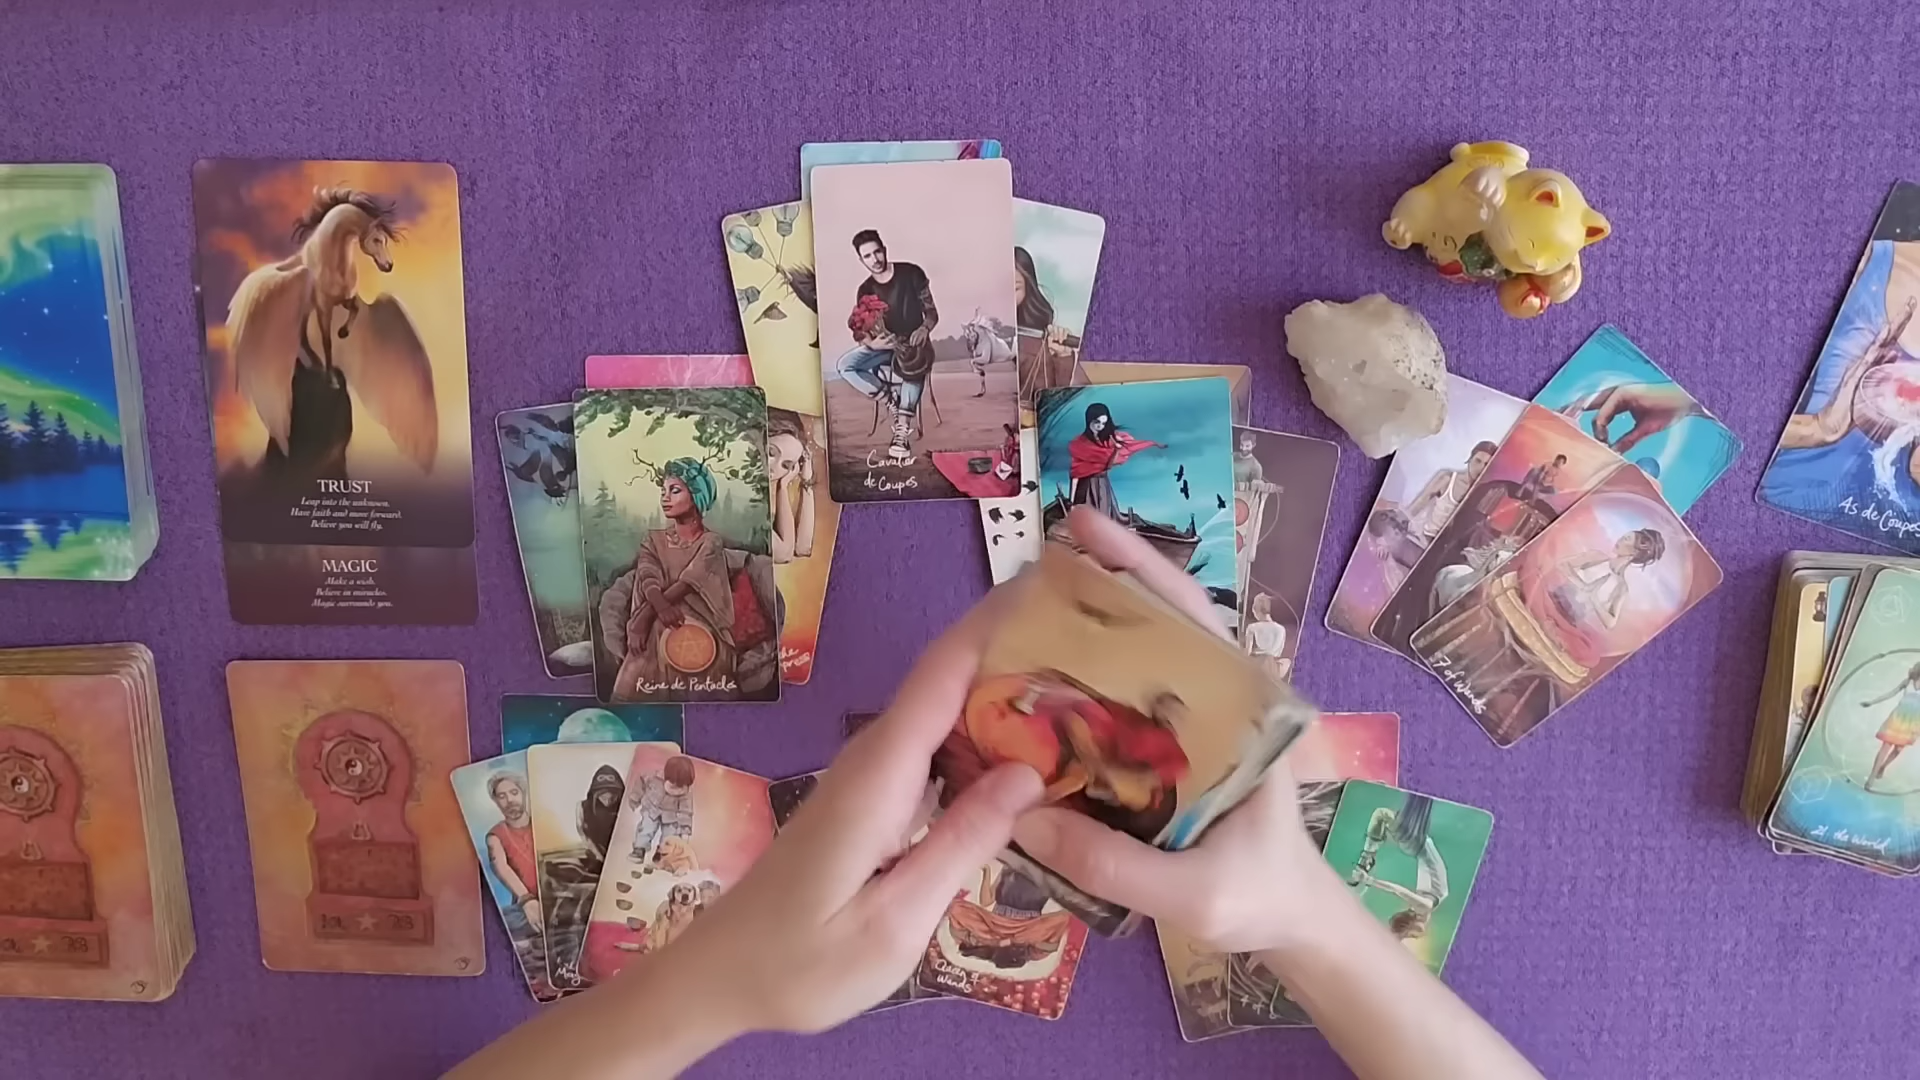 TRUST
Leap into the unknown.
Have faith and move forward.
Believe you will fly.
MAGIC
Make a wish.
Believe in miracles.
Magic surrounds you.
Cavalier
de Coupes
Reine de Pentacles
the
7 of Wands
As de Coupes
21 the World
Queen of
Wands